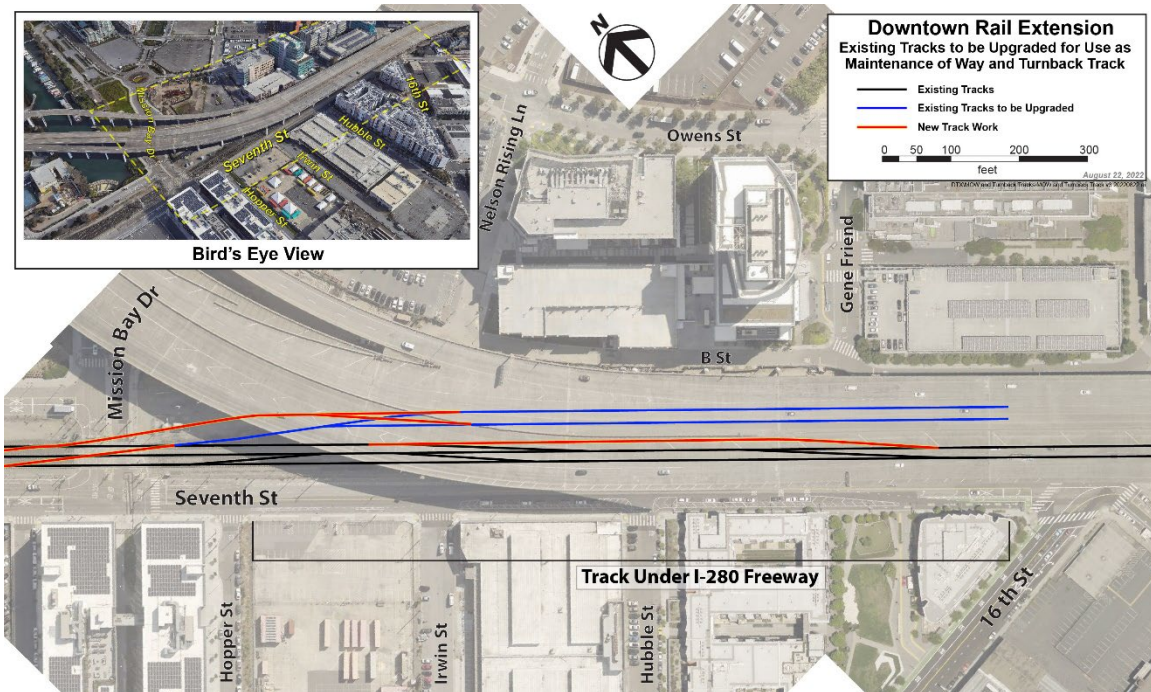 Mission Bay Dr
16th St
Hubble St
Seventh St
Irwin St
Hopper St
Bird's Eye View
N
Downtown Rail Extension
Existing Tracks to be Upgraded for Use as
Maintenance of Way and Turnback Track
Existing Tracks
Existing Tracks to be Upgraded
New Track Work
0 50 100 200 300
feet
August 22, 2022
Owens St
Nelson Rising Ln
Gene Friend
Mission Bay Dr
B St
Seventh St
Track Under I-280 Freeway
Hopper St
Irwin St
Hubble St
16 th St